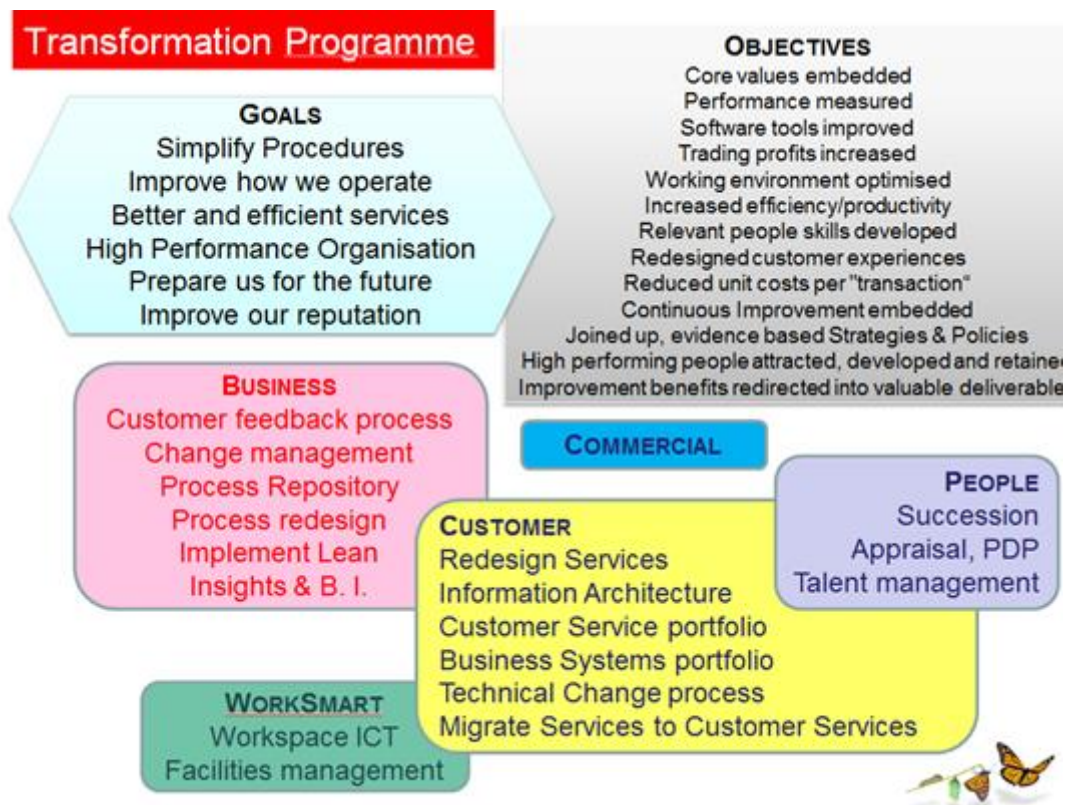 Transformation Programme
GOALS
Simplify Procedures
Improve how we operate
Better and efficient services
High Performance Organisation
Prepare us for the future
Improve our reputation
OBJECTIVES
Core values embedded
Performance measured
Software tools improved
Trading profits increased
Working environment optimised
Increased efficiency/productivity
Relevant people skills developed
Redesigned customer experiences
Reduced unit costs per "transaction“
Continuous Improvement embedded
Joined up, evidence based Strategies & Policies
High performing people attracted, developed and retaine
Improvement benefits redirected into valuable deliverable
BUSINESS
Customer feedback process
Change management
Process Repository
Process redesign
Implement Lean
Insights & B. I.
COMMERCIAL
PEOPLE
Succession
Appraisal, PDP
Talent management
CUSTOMER
Redesign Services
Information Architecture
Customer Service portfolio
Business Systems portfolio
Technical Change process
Migrate Services to Customer Services
WORKSMART
Workspace ICT
Facilities management